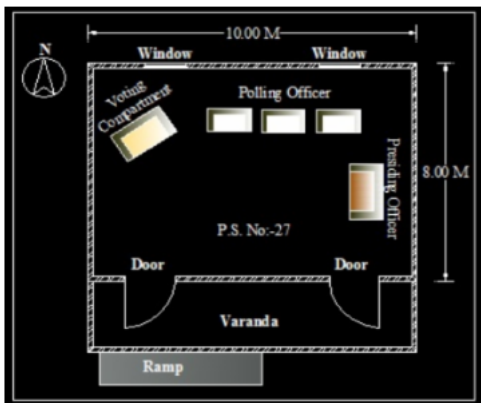 10.00 M
N
Window
Window
Voting
Compartment
Polling Officer
Presiding Officer
8.00 M
P.S. No:-27
Door
Door
Varanda
Ramp